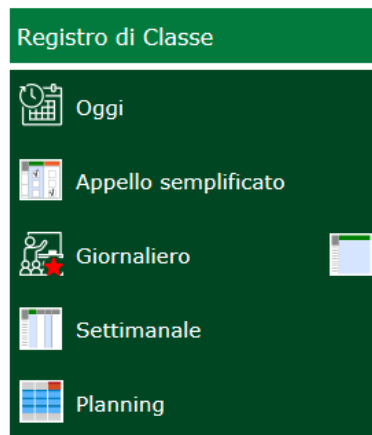 Registro di Classe
Oggi
Appello semplificato
Giornaliero
Settimanale
Planning